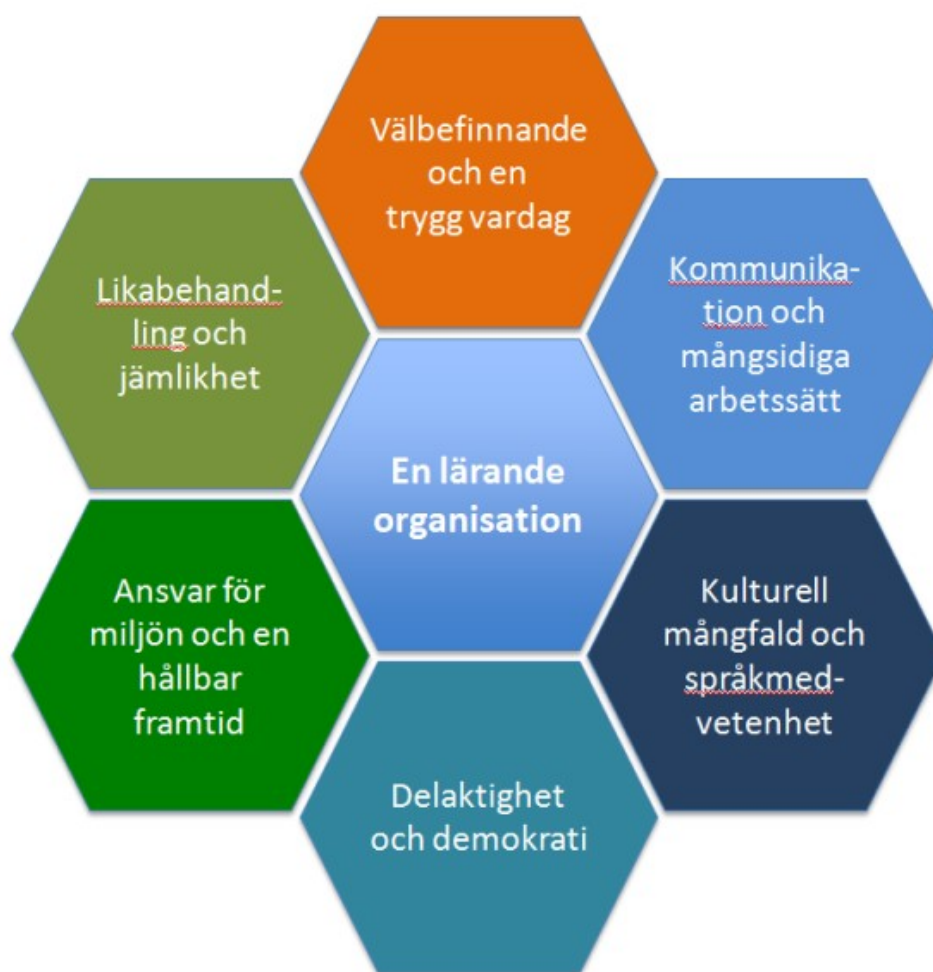 Välbefinnande
och en
trygg vardag
Likabehand-
ling och
jämlikhet
Kommunika-
tion och
mångsidiga
arbetssätt
En lärande
organisation
Ansvar för
miljön och en
hållbar
framtid
Kulturell
mångfald och
språkmed-
vetenhet
Delaktighet
och demokrati